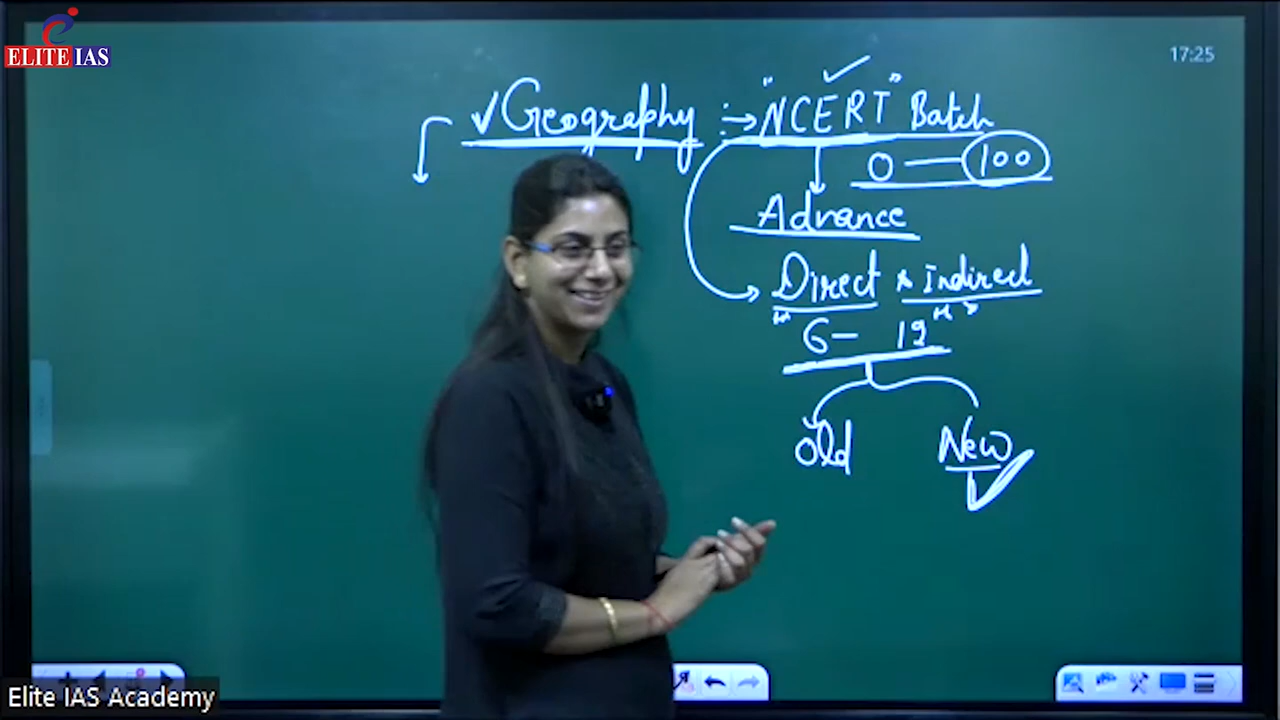 ELITE IAS
17:25
✓ Geography :→ "NCERT" Batch
0 — 100
Advance
Direct & Indirect
"6 - 12"
Old New
Elite IAS Academy